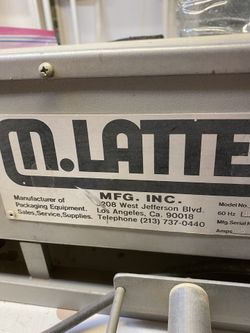 M.LATTE
MFG. INC.
Manufacturer of
Packaging Equipment.
Sales, Service, Supplies.
5208 West Jefferson Blvd.
Los Angeles, Ca. 90018
Telephone (213) 737-0440
Model No.
60 Hz
Mfg Serial
Amps